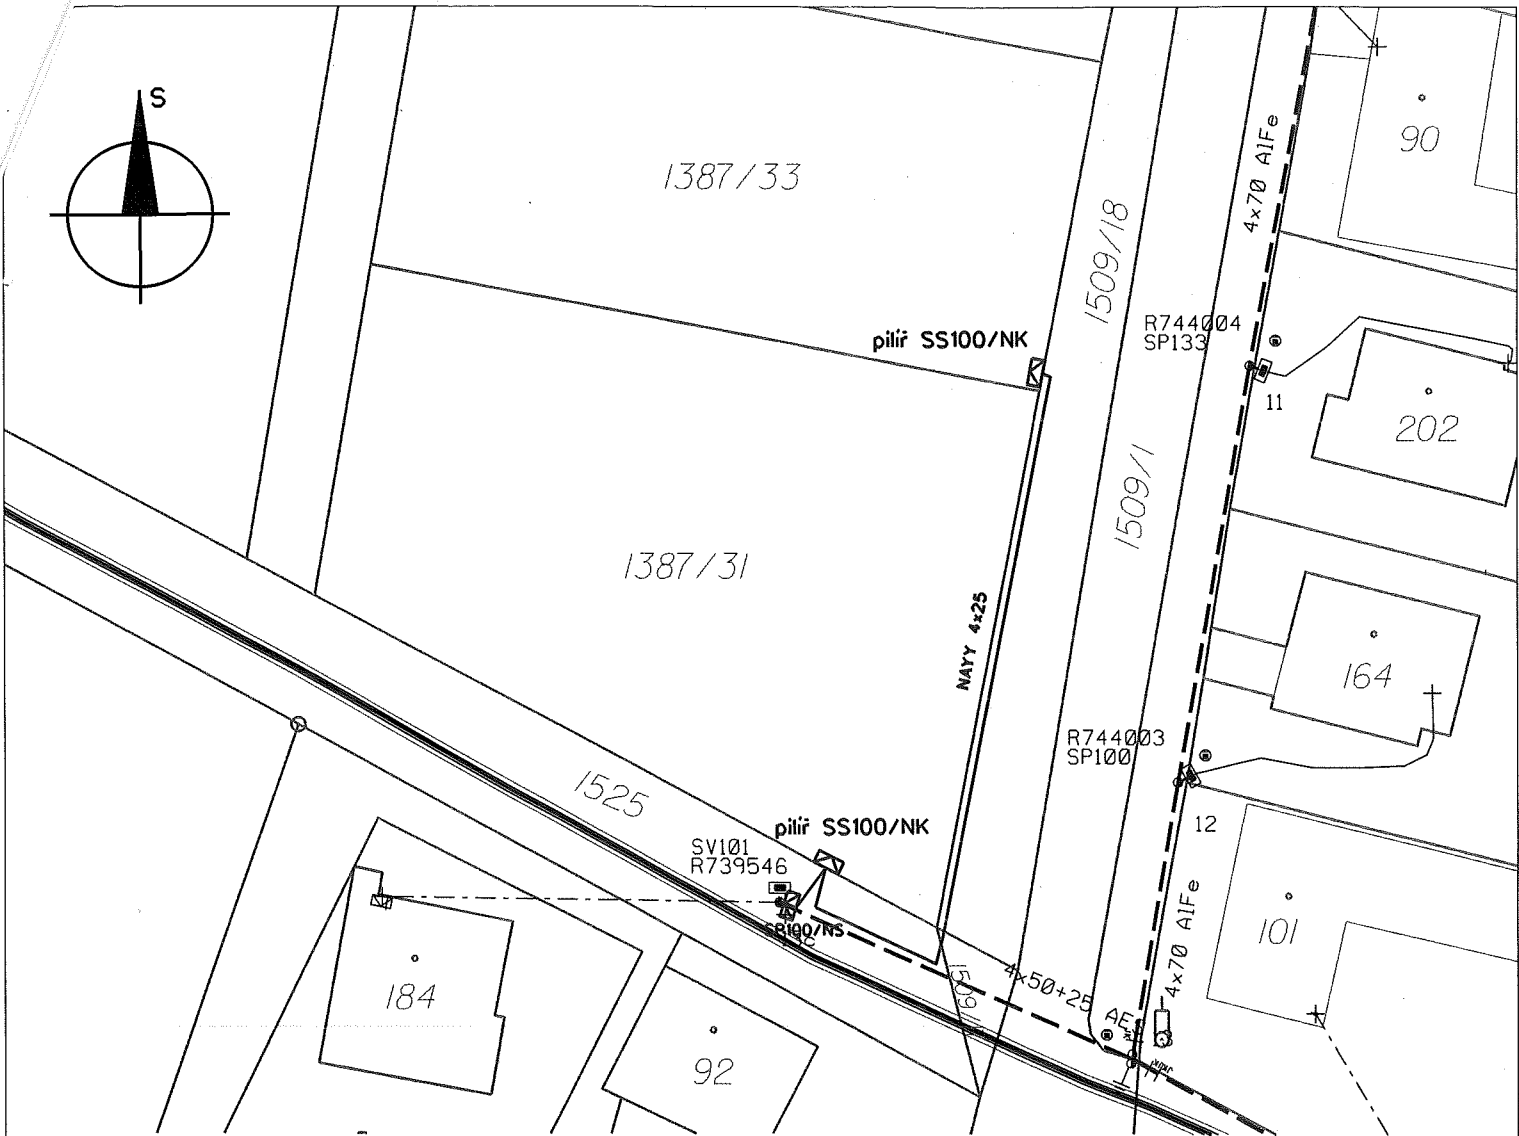 S
90
4x70 AlFe
1387/33
1509/18
R744004
SP133
pilíř SS100/NK
11
202
1509/1
1387/31
NAYY 4x25
164
R744003
SP100
1525
12
pilíř SS100/NK
SV101
R739546
SR100/NS
101
4x70 AlFe
4x50+25
184
92